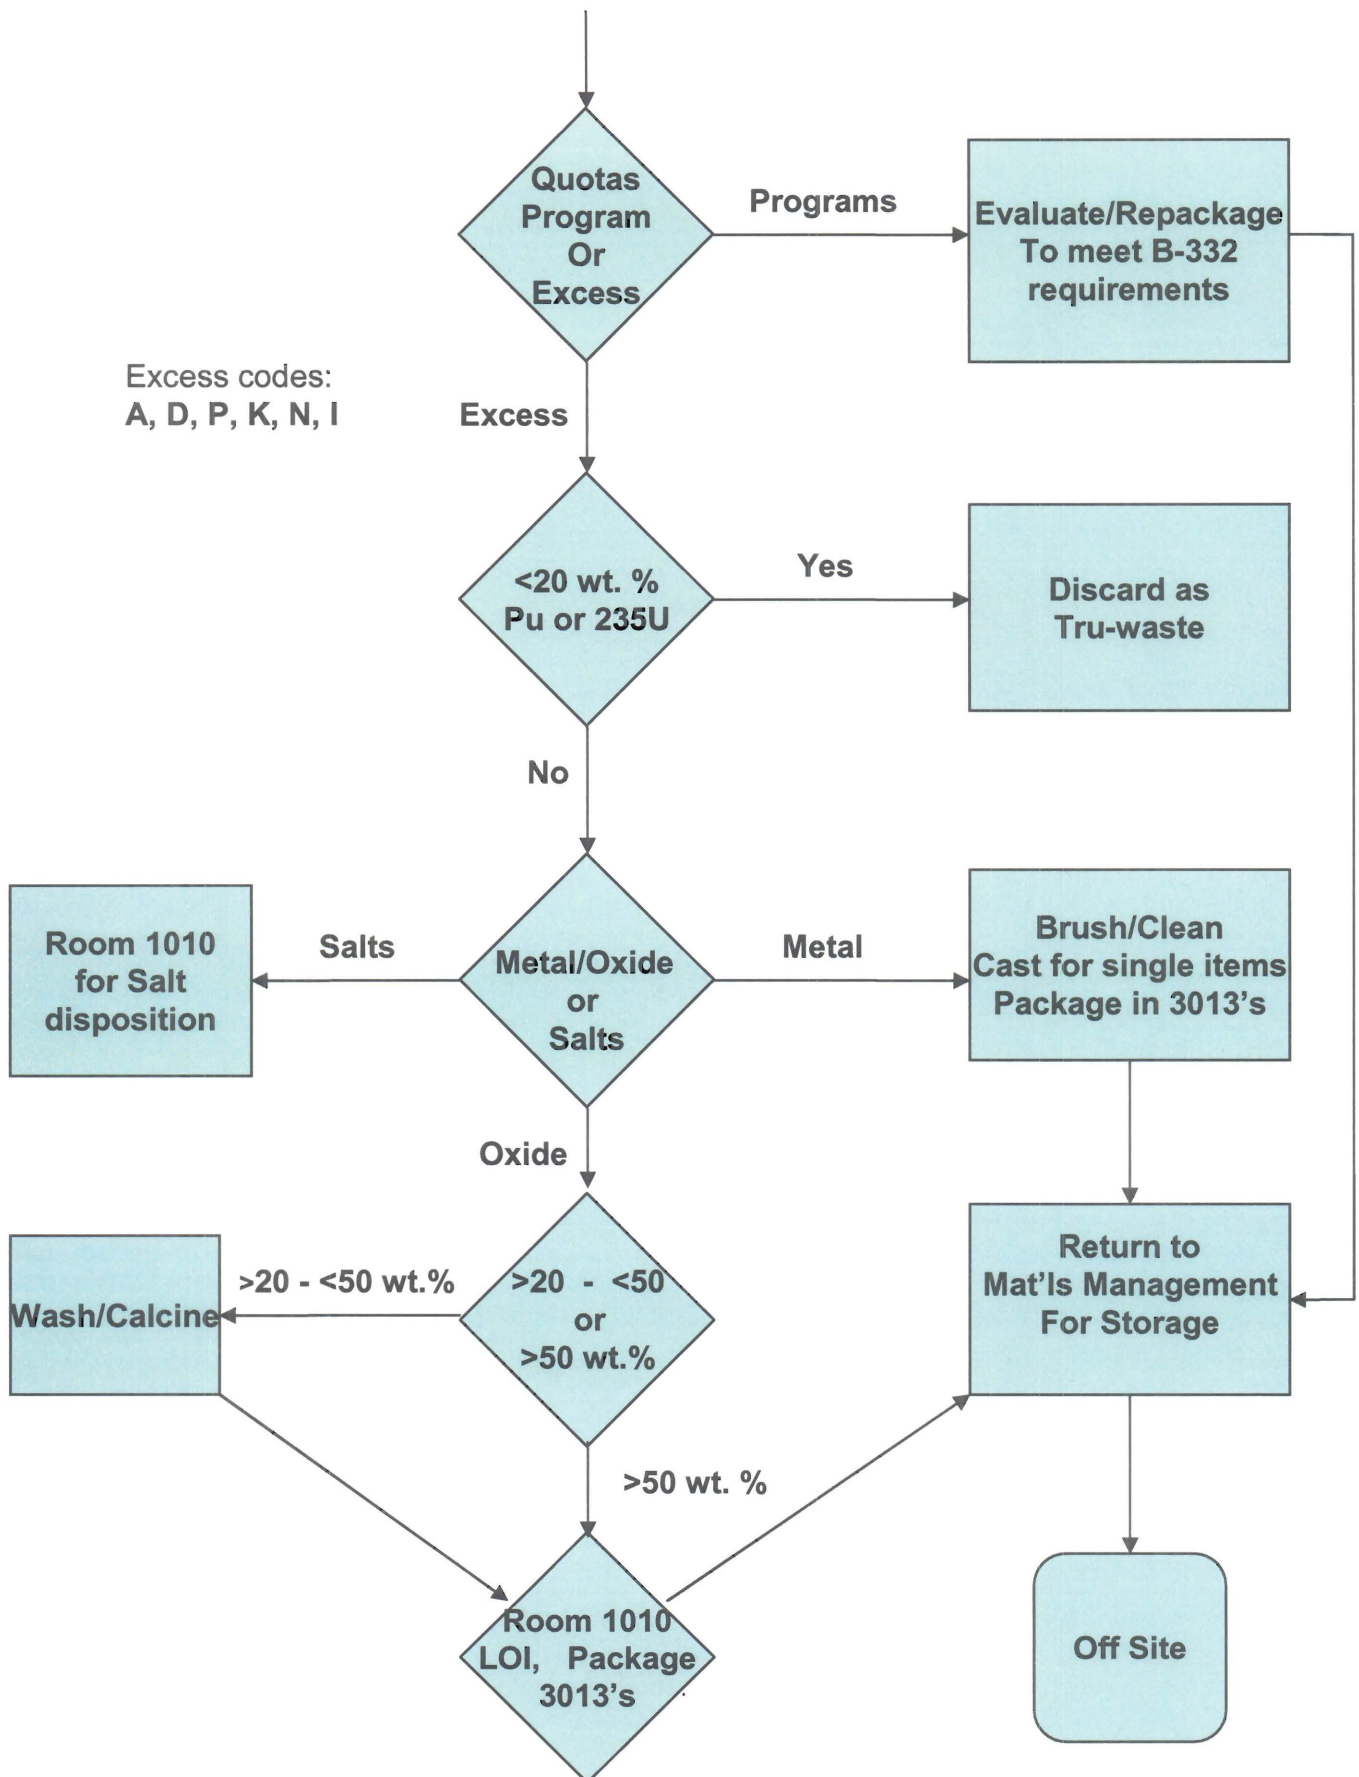 Quotas
Program
Or
Excess
Programs
Evaluate/Repackage
To meet B-332
requirements
Excess codes:
A, D, P, K, N, I
Excess
<20 wt. %
Pu or 235U
Yes
Discard as
Tru-waste
No
Room 1010
for Salt
disposition
Salts
Metal/Oxide
or
Salts
Metal
Brush/Clean
Cast for single items
Package in 3013's
Oxide
Wash/Calcine
>20 - <50 wt.%
>20 - <50
or
>50 wt.%
Return to
Mat'ls Management
For Storage
>50 wt. %
Room 1010
LOI, Package
3013's
Off Site